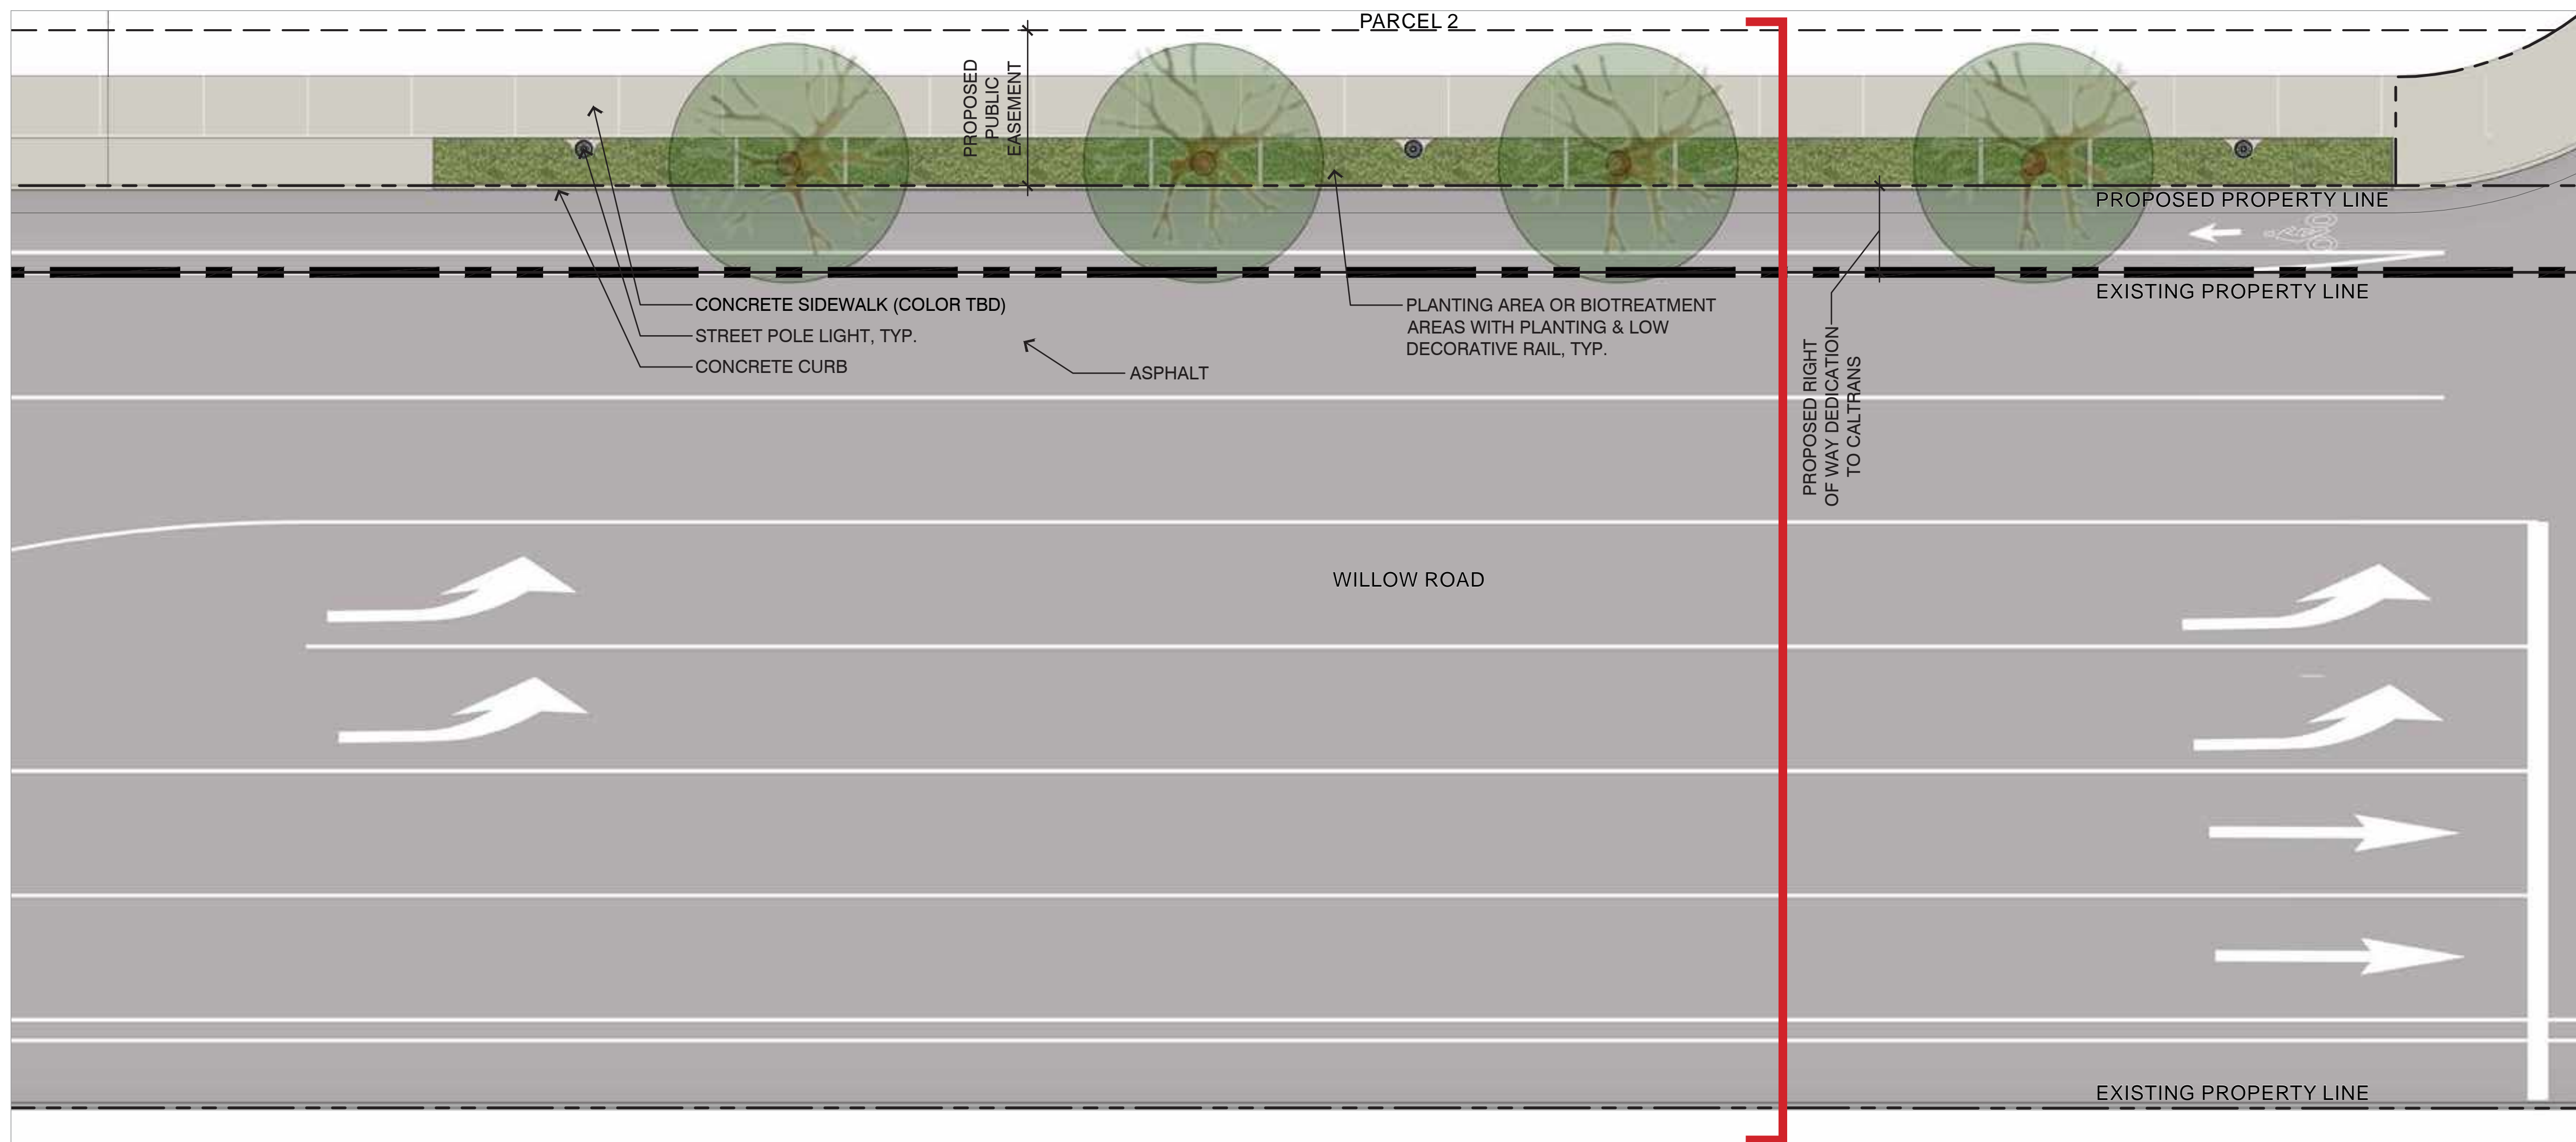 PARCEL 2
PROPOSED
PUBLIC
EASEMENT
PROPOSED PROPERTY LINE
EXISTING PROPERTY LINE
CONCRETE SIDEWALK (COLOR TBD)
STREET POLE LIGHT, TYP.
CONCRETE CURB
ASPHALT
PLANTING AREA OR BIOTREATMENT
AREAS WITH PLANTING & LOW
DECORATIVE RAIL, TYP.
PROPOSED RIGHT
OF WAY DEDICATION
TO CALTRANS
WILLOW ROAD
EXISTING PROPERTY LINE